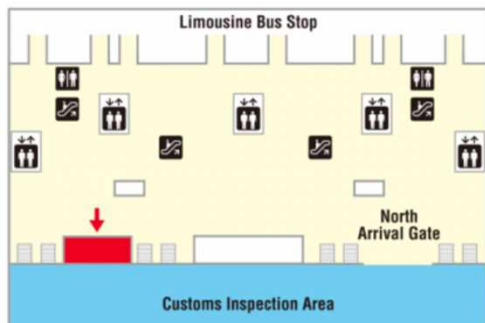 Limousine Bus Stop
North
Arrival Gate
Customs Inspection Area